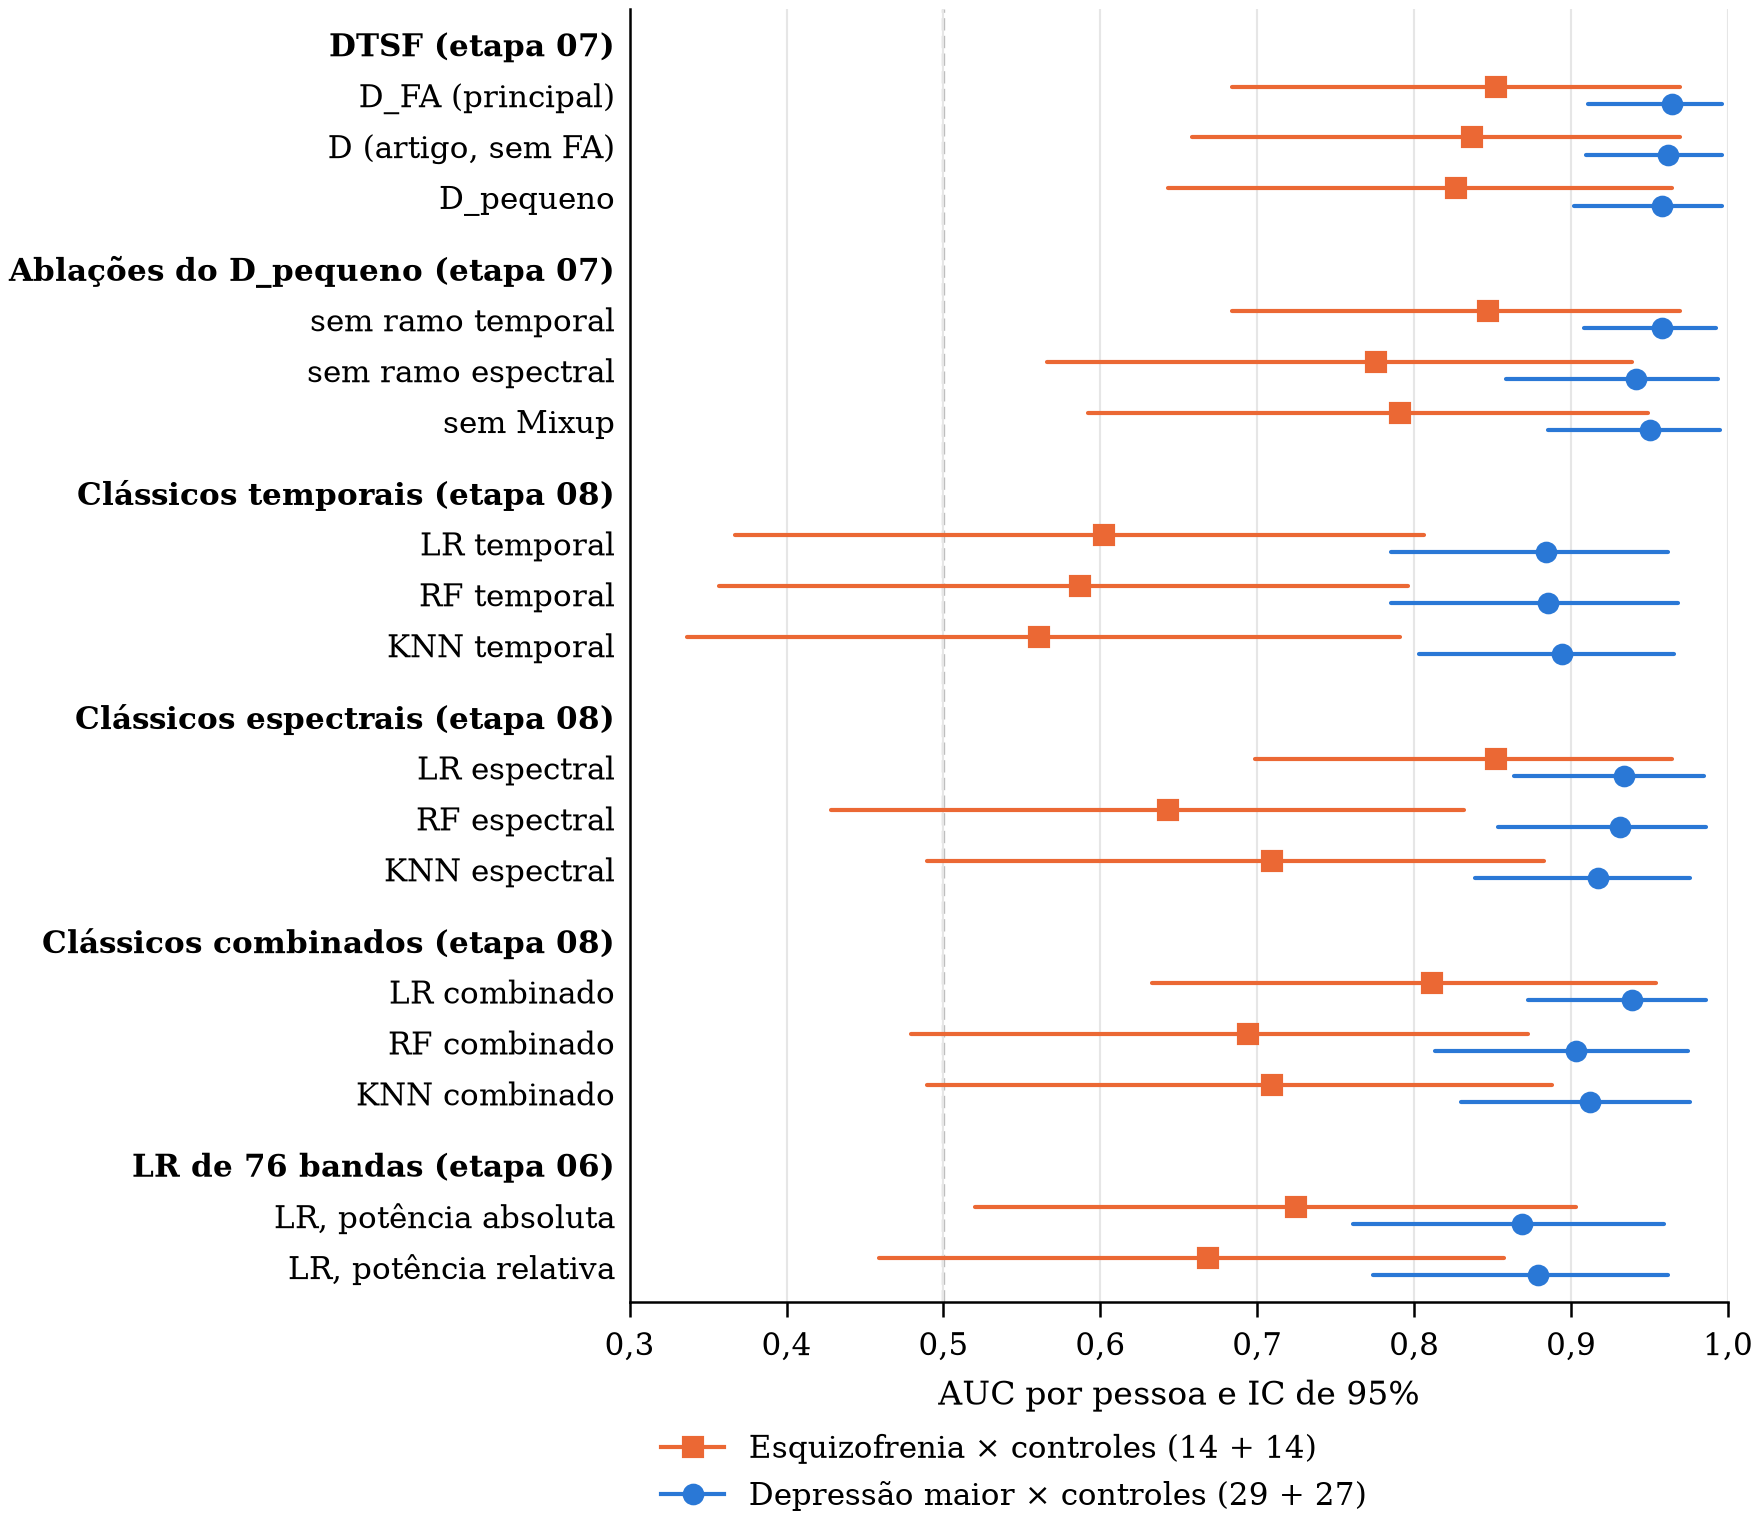 DTSF (etapa 07)
D_FA (principal)
D (artigo, sem FA)
D_pequeno
Ablações do D_pequeno (etapa 07)
sem ramo temporal
sem ramo espectral
sem Mixup
Clássicos temporais (etapa 08)
LR temporal
RF temporal
KNN temporal
Clássicos espectrais (etapa 08)
LR espectral
RF espectral
KNN espectral
Clássicos combinados (etapa 08)
LR combinado
RF combinado
KNN combinado
LR de 76 bandas (etapa 06)
LR, potência absoluta
LR, potência relativa
0,3 0,4 0,5 0,6 0,7 0,8 0,9 1,0
AUC por pessoa e IC de 95%
Esquizofrenia × controles (14 + 14)
Depressão maior × controles (29 + 27)